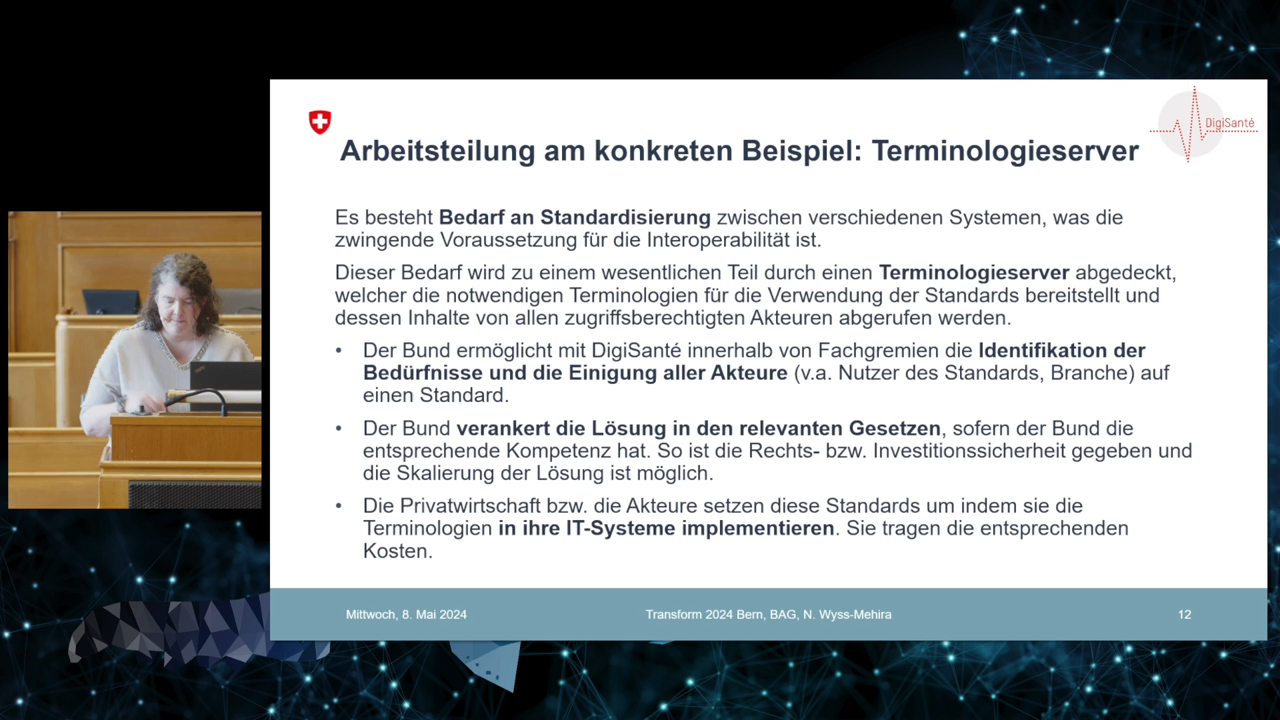 DigiSanté
Arbeitsteilung am konkreten Beispiel: Terminologieserver
Es besteht Bedarf an Standardisierung zwischen verschiedenen Systemen, was die
zwingende Voraussetzung für die Interoperabilität ist.
Dieser Bedarf wird zu einem wesentlichen Teil durch einen Terminologieserver abgedeckt,
welcher die notwendigen Terminologien für die Verwendung der Standards bereitstellt und
dessen Inhalte von allen zugriffsberechtigten Akteuren abgerufen werden.
• Der Bund ermöglicht mit DigiSanté innerhalb von Fachgremien die Identifikation der
Bedürfnisse und die Einigung aller Akteure (v.a. Nutzer des Standards, Branche) auf
einen Standard.
• Der Bund verankert die Lösung in den relevanten Gesetzen, sofern der Bund die
entsprechende Kompetenz hat. So ist die Rechts- bzw. Investitionssicherheit gegeben und
die Skalierung der Lösung ist möglich.
• Die Privatwirtschaft bzw. die Akteure setzen diese Standards um indem sie die
Terminologien in ihre IT-Systeme implementieren. Sie tragen die entsprechenden
Kosten.
Mittwoch, 8. Mai 2024
Transform 2024 Bern, BAG, N. Wyss-Mehira
12